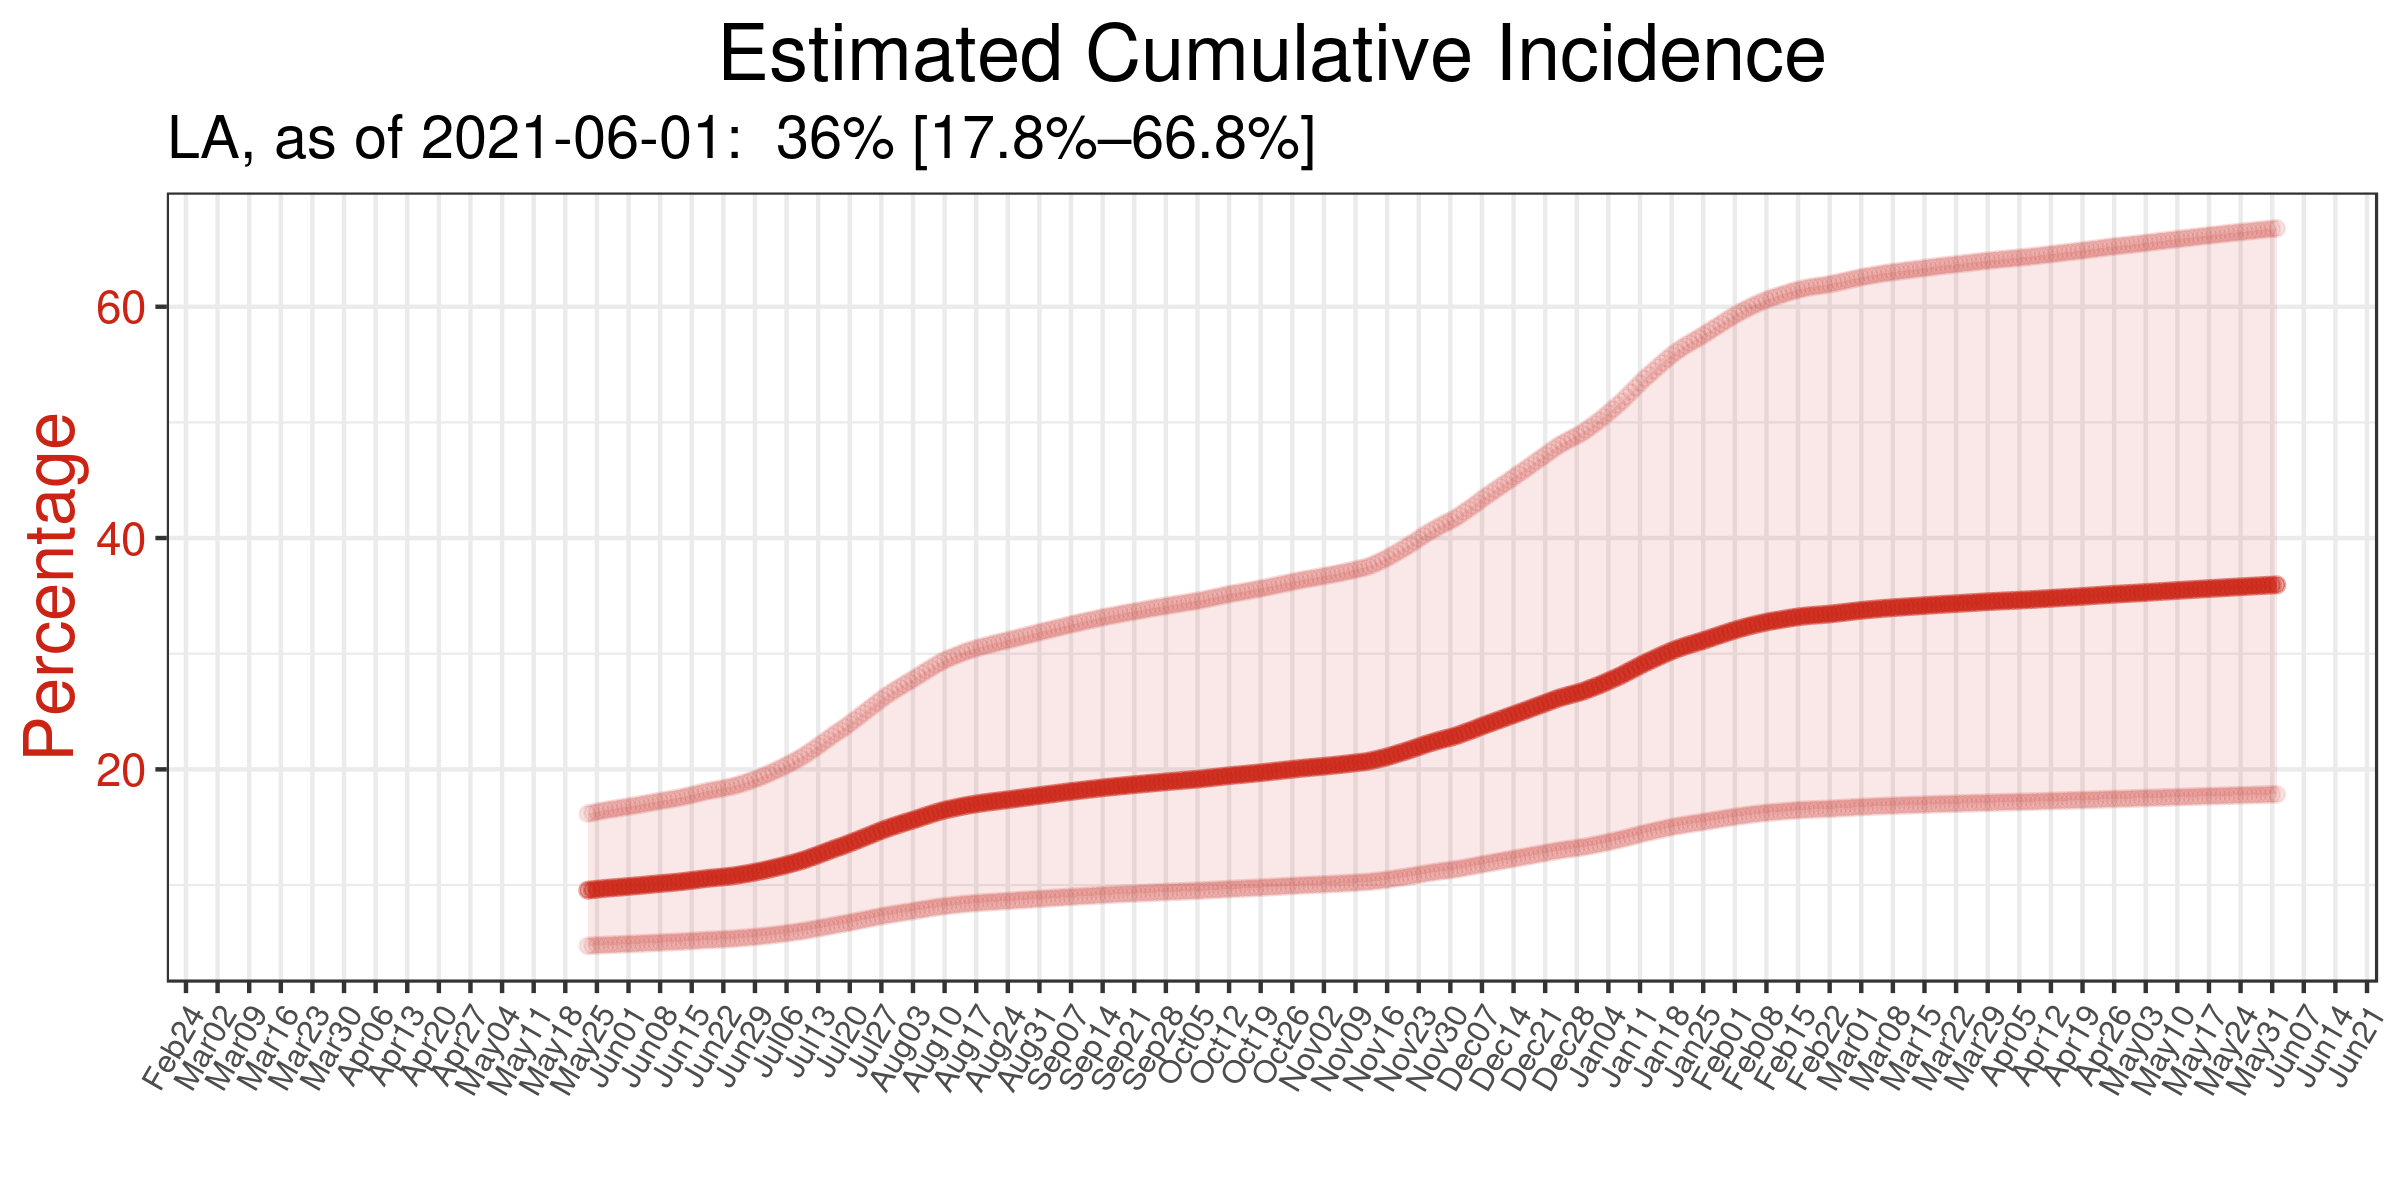 Estimated Cumulative Incidence
LA, as of 2021-06-01:  36% [17.8%–66.8%]
Percentage
60
40
20
Feb24
Mar02
Mar09
Mar16
Mar23
Mar30
Apr06
Apr13
Apr20
Apr27
May04
May11
May18
May25
Jun01
Jun08
Jun15
Jun22
Jun29
Jul06
Jul13
Jul20
Jul27
Aug03
Aug10
Aug17
Aug24
Aug31
Sep07
Sep14
Sep21
Sep28
Oct05
Oct12
Oct19
Oct26
Nov02
Nov09
Nov16
Nov23
Nov30
Dec07
Dec14
Dec21
Dec28
Jan04
Jan11
Jan18
Jan25
Feb01
Feb08
Feb15
Feb22
Mar01
Mar08
Mar15
Mar22
Mar29
Apr05
Apr12
Apr19
Apr26
May03
May10
May17
May24
May31
Jun07
Jun14
Jun21